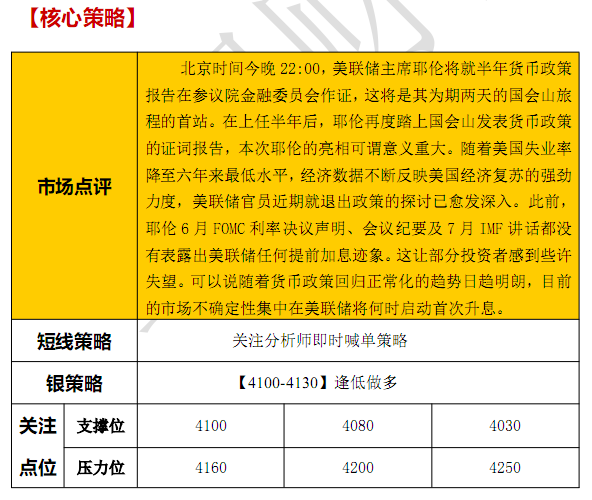 【核心策略】
北京时间今晚 22:00，美联储主席耶伦将就半年货币政策
报告在参议院金融委员会作证，这将是其为期两天的国会山旅
程的首站。在上任半年后，耶伦再度踏上国会山发表货币政策
的证词报告，本次耶伦的亮相可谓意义重大。随着美国失业率
市场点评
降至六年来最低水平，经济数据不断反映美国经济复苏的强劲
力度，美联储官员近期就退出政策的探讨已愈发深入。此前，
耶伦 6 月 FOMC 利率决议声明、会议纪要及 7 月 IMF 讲话都没
有表露出美联储任何提前加息迹象。这让部分投资者感到些许
失望。可以说随着货币政策回归正常化的趋势日趋明朗，目前
的市场不确定性集中在美联储将何时启动首次升息。
短线策略 关注分析师即时喊单策略
银策略 【4100-4130】逢低做多
关注 支撑位 4100 4080 4030
点位 压力位 4160 4200 4250